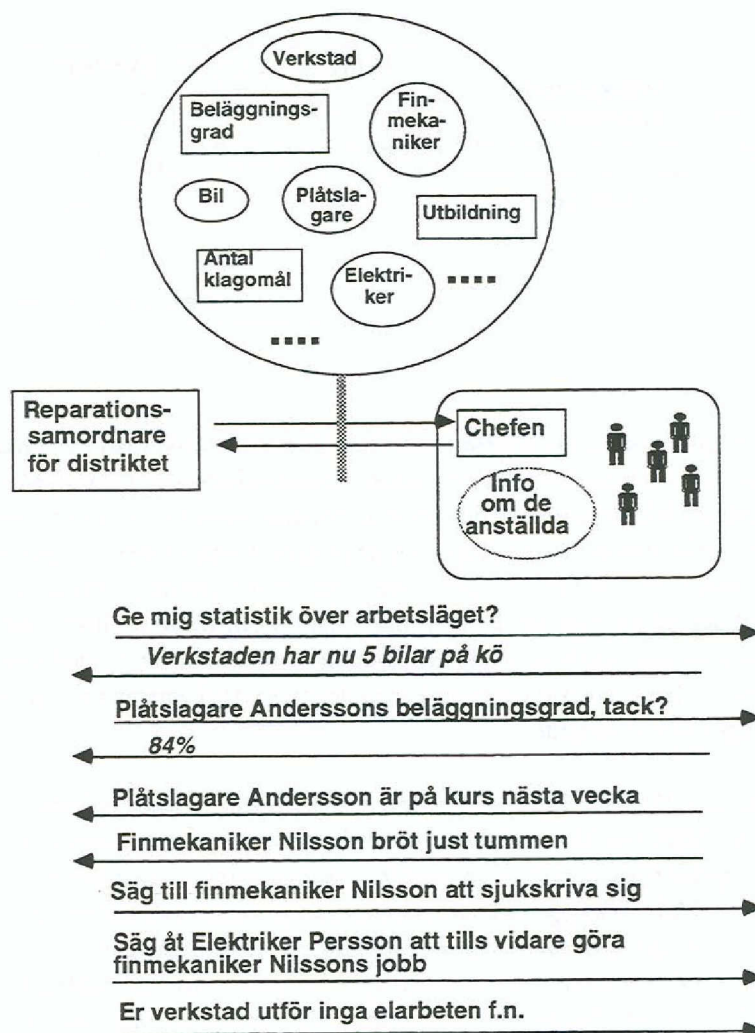 Verkstad
Beläggnings-
grad
Fin-
meka-
niker
Bil
Plåtsla-
gare
Utbildning
Antal
klagomål
Elektri-
ker
Reparations-
samordnare
för distriktet
Chefen
Info
om de
anställda
Ge mig statistik över arbetsläget?
Verkstaden har nu 5 bilar på kö
Plåtslagare Anderssons beläggningsgrad, tack?
84%
Plåtslagare Andersson är på kurs nästa vecka
Finmekaniker Nilsson bröt just tummen
Säg till finmekaniker Nilsson att sjukskriva sig
Säg åt Elektriker Persson att tills vidare göra
finmekaniker Nilssons jobb
Er verkstad utför inga elarbeten f.n.